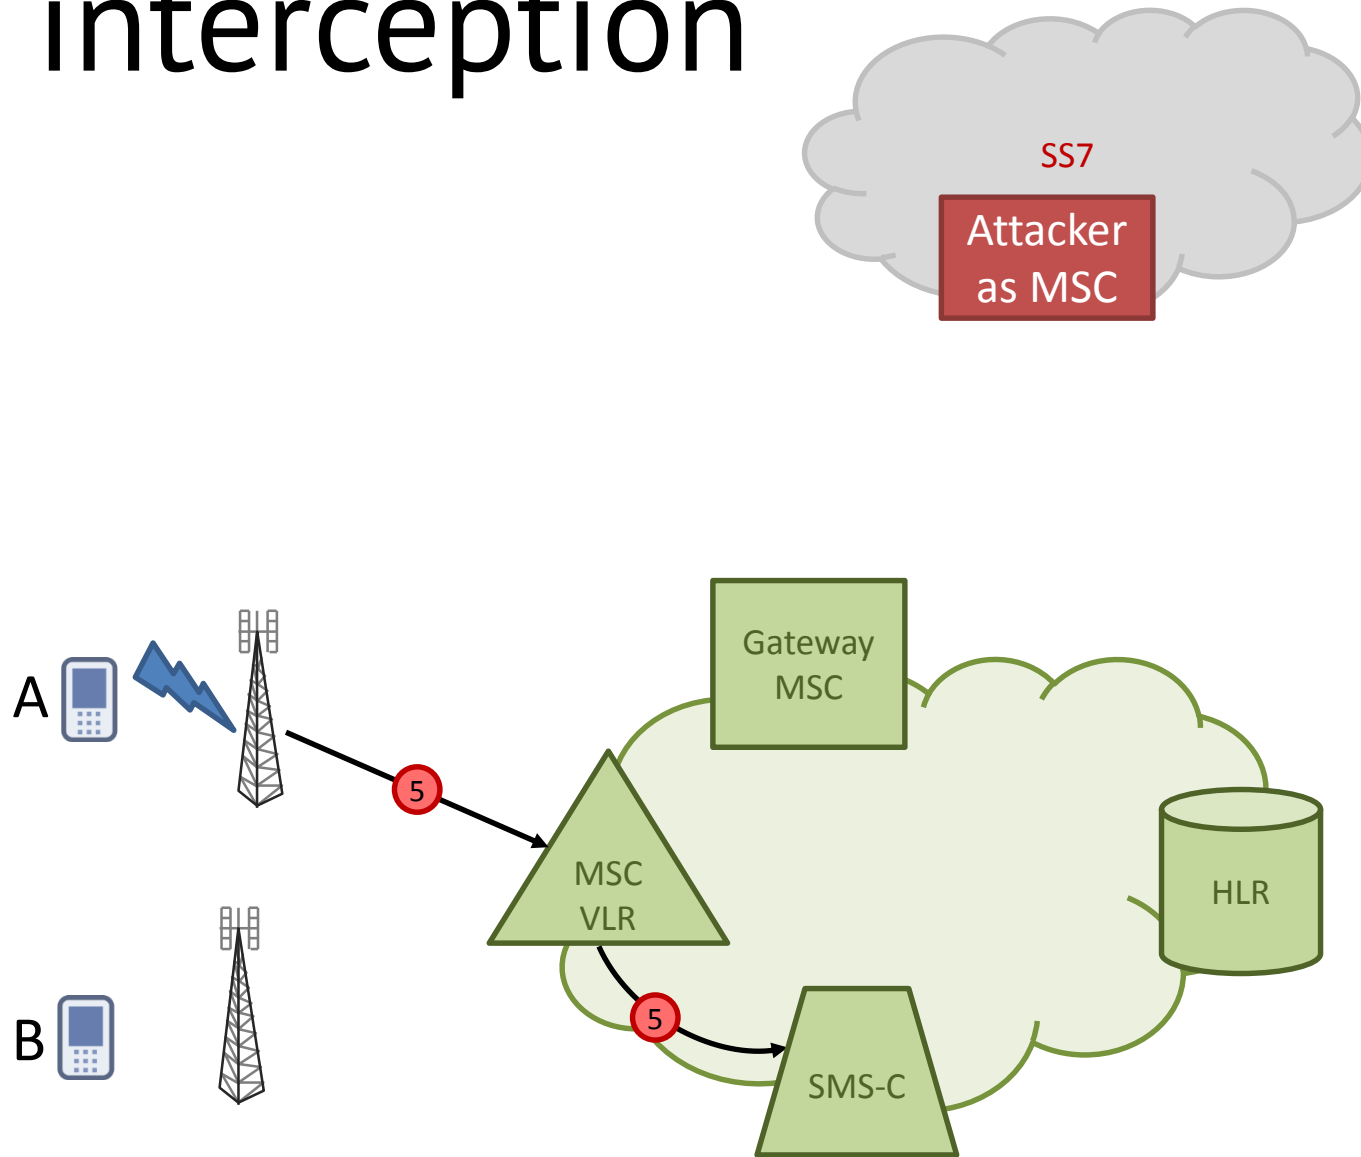 interception
SS7
Attacker
as MSC
Gateway
MSC
A
5
MSC
VLR
HLR
5
B
SMS-C